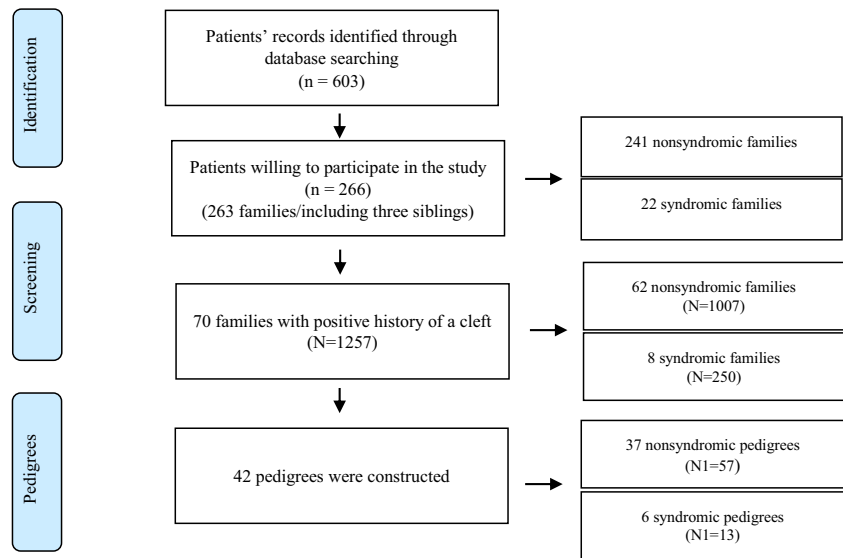 Identification
Patients' records identified through
database searching
(n = 603)
Patients willing to participate in the study
(n = 266)
(263 families/including three siblings)
241 nonsyndromic families
22 syndromic families
Screening
70 families with positive history of a cleft
(N=1257)
62 nonsyndromic families
(N=1007)
8 syndromic families
(N=250)
Pedigrees
42 pedigrees were constructed
37 nonsyndromic pedigrees
(N1=57)
6 syndromic pedigrees
(N1=13)